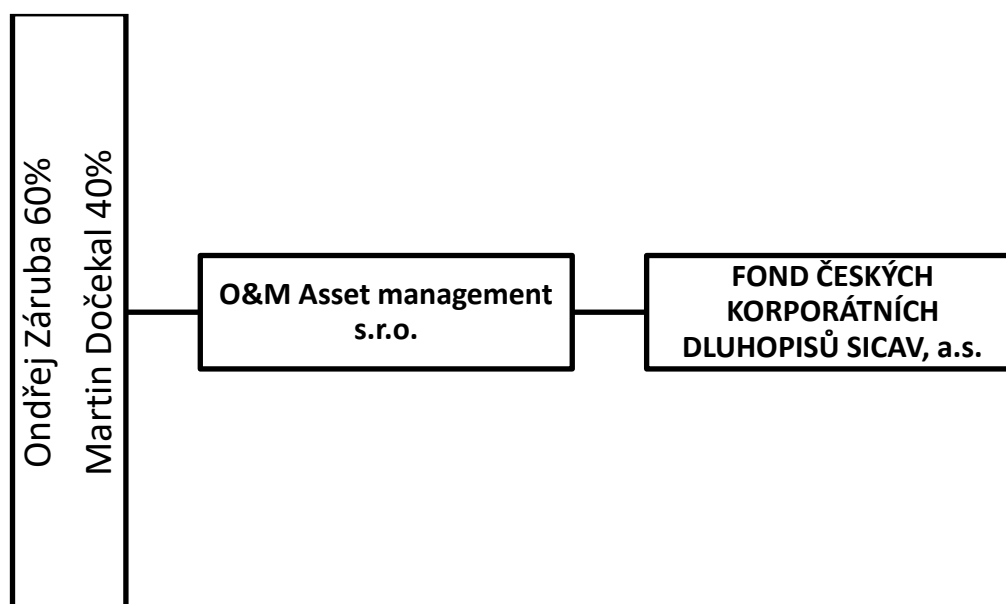 Ondřej Záruba 60%
Martin Dočekal 40%
O&M Asset management
s.r.o.
FOND ČESKÝCH
KORPORÁTNÍCH
DLUHOPISŮ SICAV, a.s.